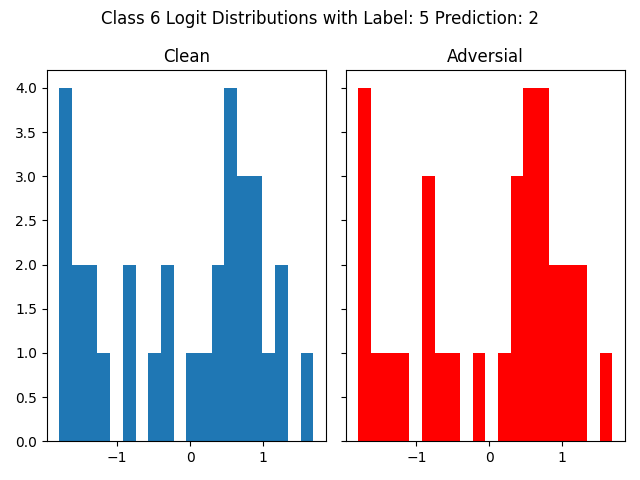 Class 6 Logit Distributions with Label: 5 Prediction: 2
Clean
Adversial
4.0
3.5
3.0
2.5
2.0
1.5
1.0
0.5
0.0
−1 0 1
−1 0 1